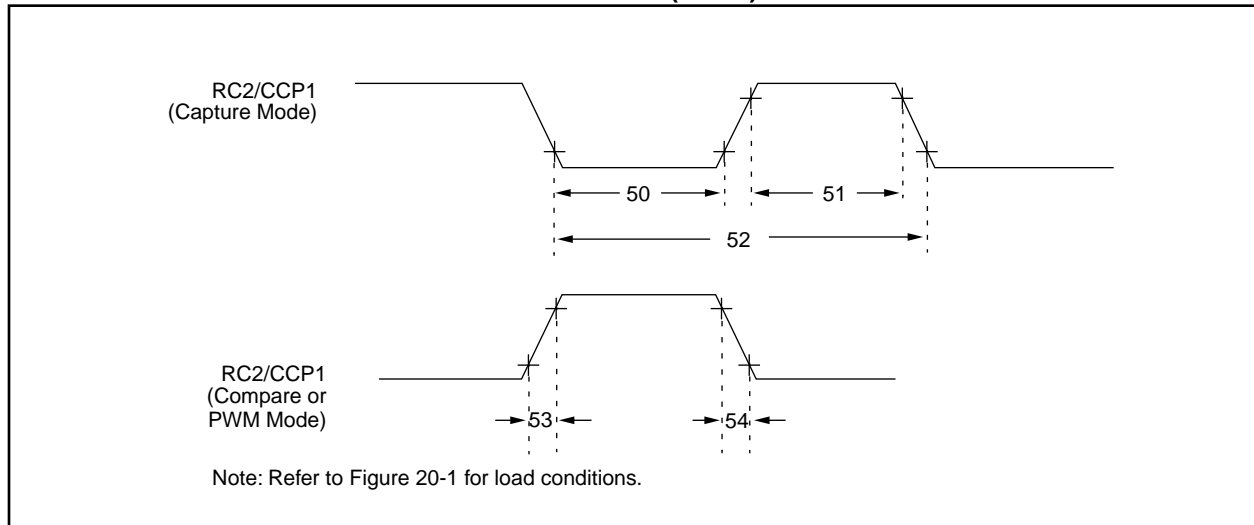 RC2/CCP1
(Capture Mode)
50
51
52
RC2/CCP1
(Compare or
PWM Mode)
53
54
Note: Refer to Figure 20-1 for load conditions.